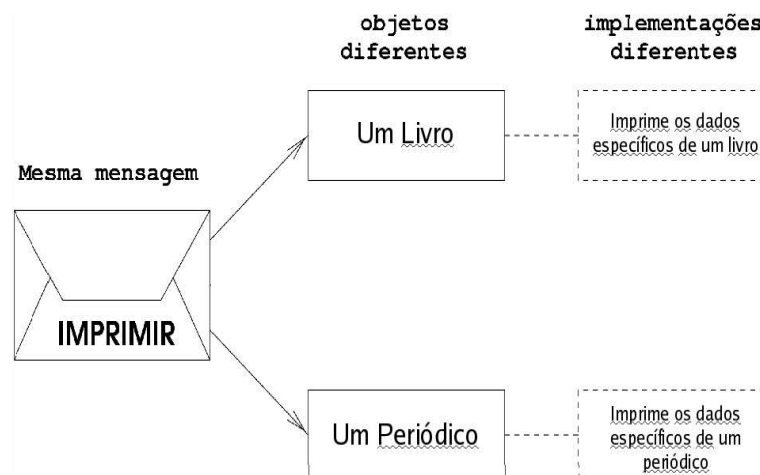 objetos
diferentes
implementações
diferentes
Um Livro
Imprime os dados
específicos de um livro
Mesma mensagem
IMPRIMIR
Um Periódico
Imprime os dados
específicos de um
periódico